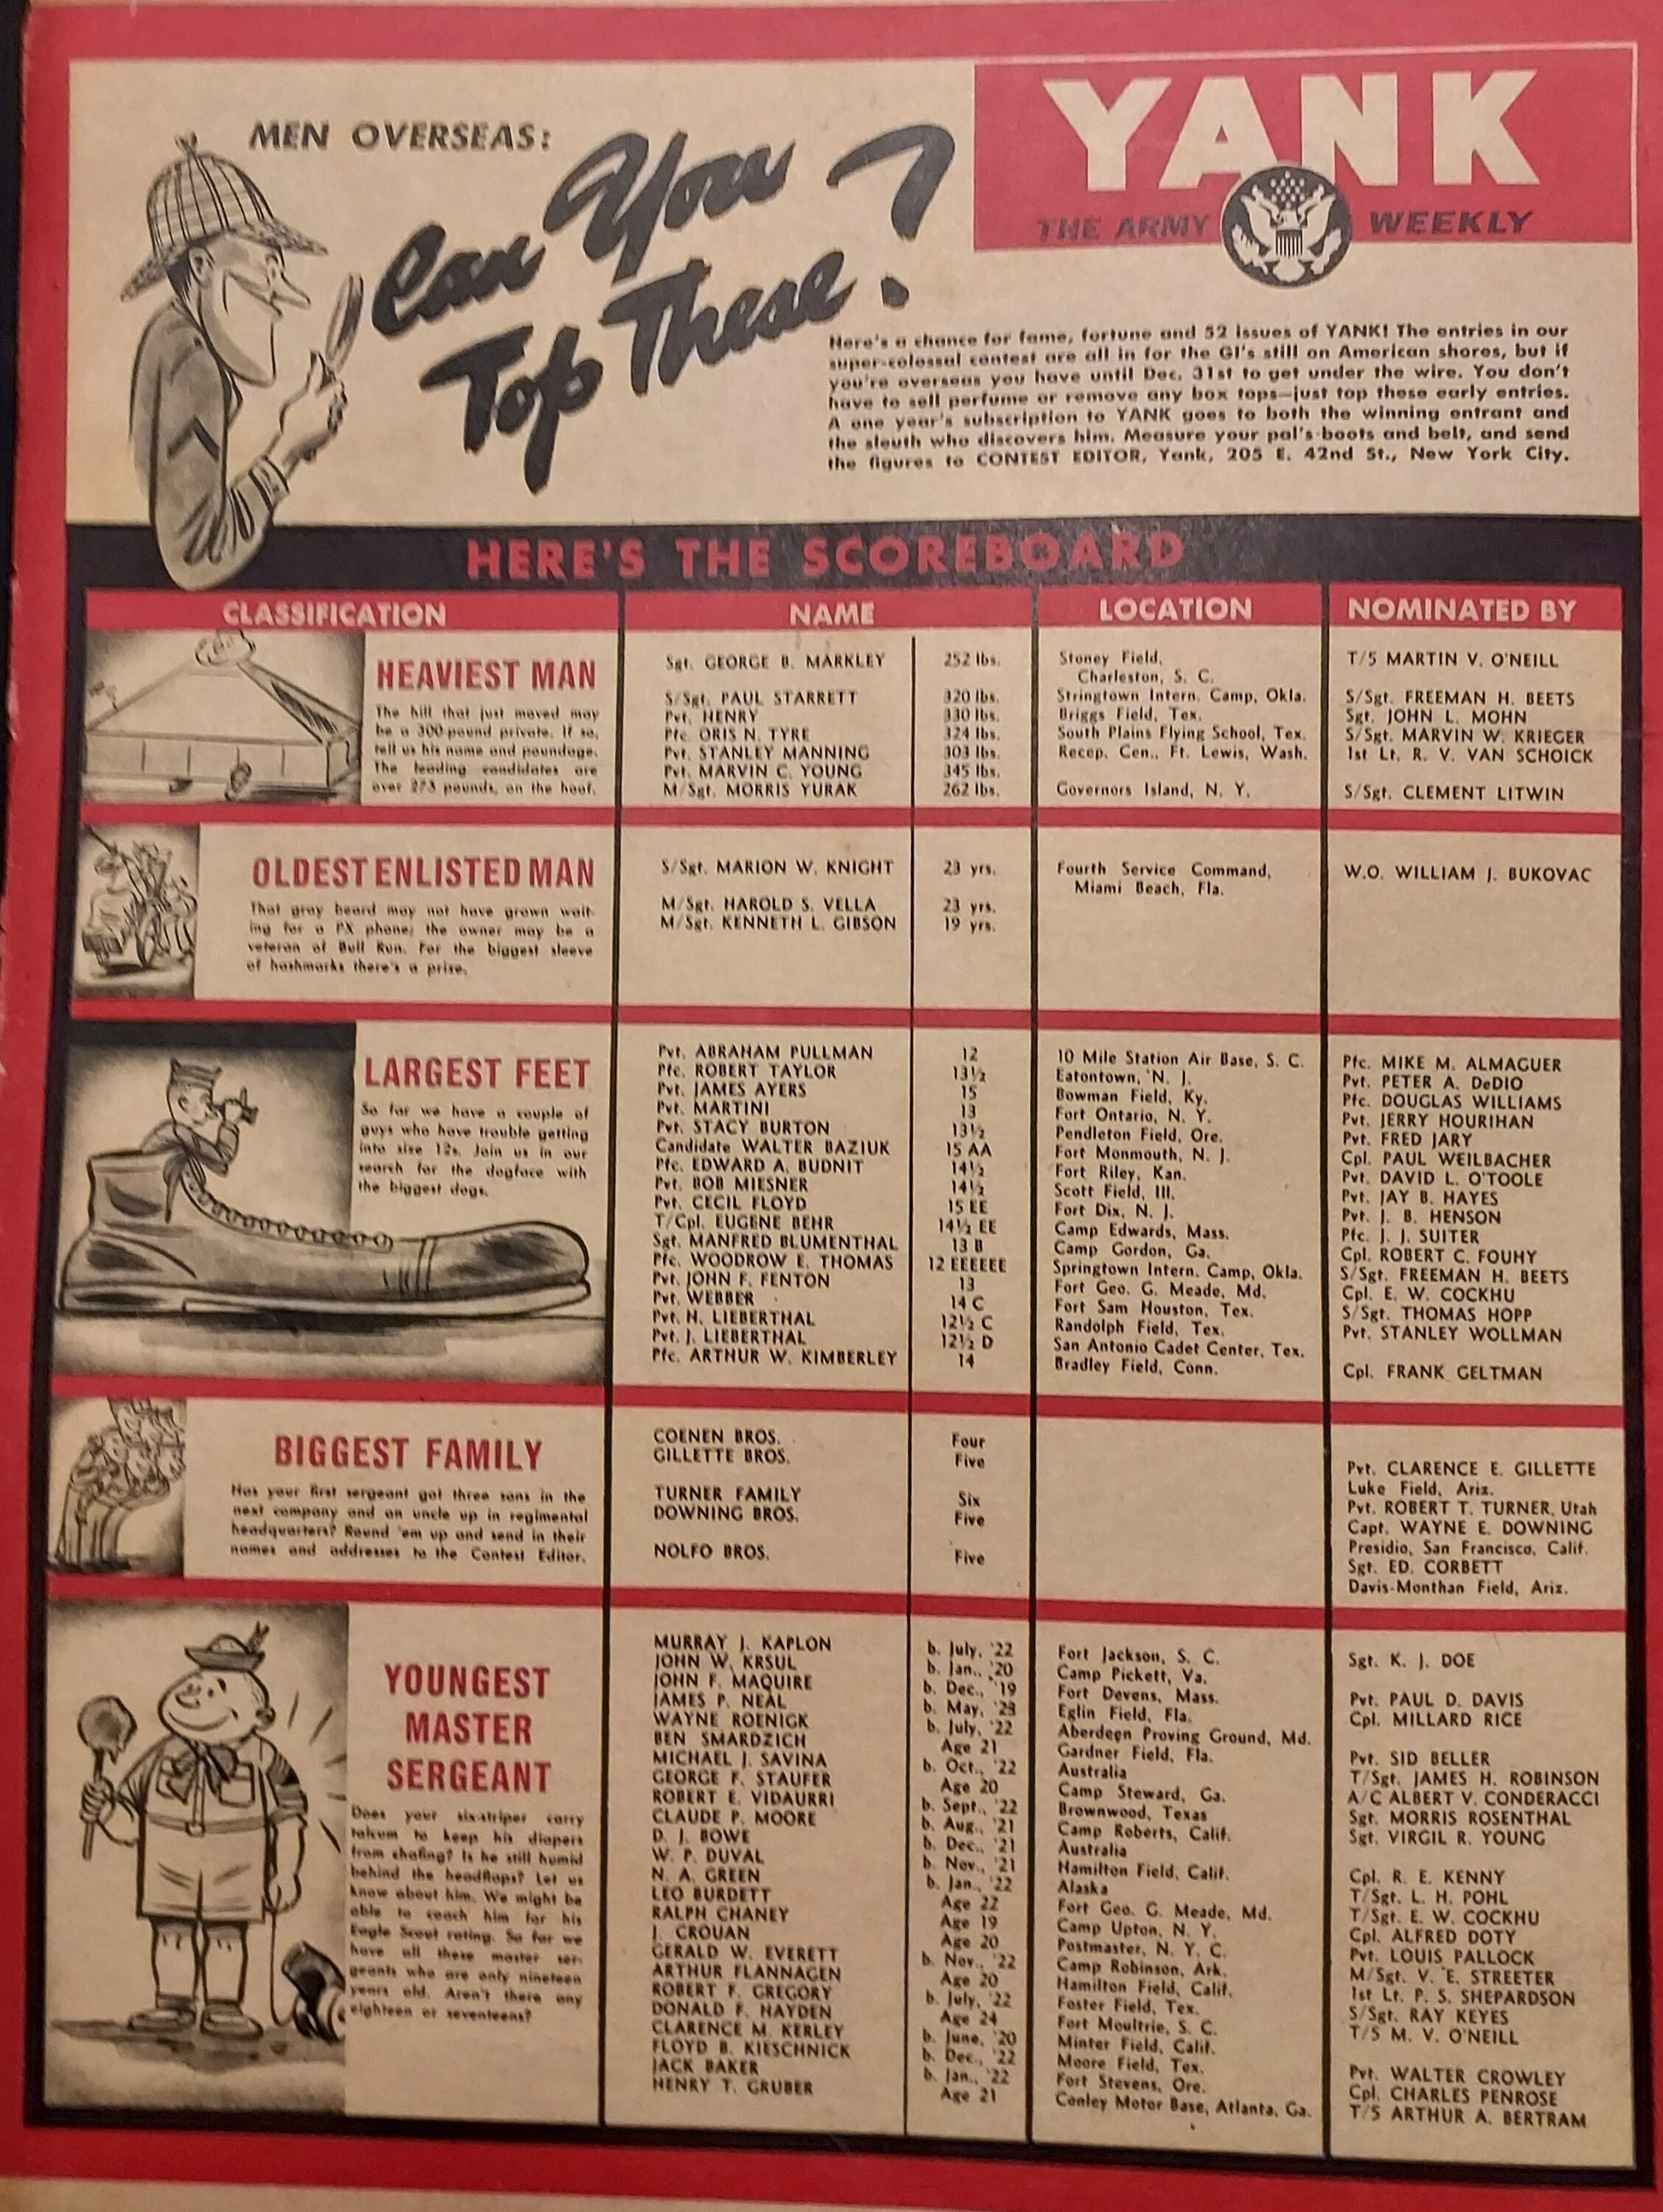 MEN OVERSEAS:
Can You
Top These?
YANK
THE ARMY WEEKLY
Here's a chance for fame, fortune and 52 issues of YANK! The entries in our
super-colossal contest are all in for the GI's still on American shores, but if
you're overseas you have until Dec. 31st to get under the wire. You don't
have to sell perfume or remove any box tops—just top these early entries.
A one year's subscription to YANK goes to both the winning entrant and
the sleuth who discovers him. Measure your pal's boots and belt, and send
the figures to CONTEST EDITOR, Yank, 205 E. 42nd St., New York City.
HERE'S THE SCOREBOARD
CLASSIFICATION NAME LOCATION NOMINATED BY
HEAVIEST MAN
The hill that just moved may
be a 300-pound private. If so,
tell us his name and poundage.
The leading candidates are
over 275 pounds, on the hoof.
Sgt. GEORGE B. MARKLEY 252 lbs. Stoney Field, T/5 MARTIN V. O'NEILL
Charleston, S. C.
S/Sgt. PAUL STARRETT 320 lbs. Stringtown Intern. Camp, Okla. S/Sgt. FREEMAN H. BEETS
Pvt. HENRY 330 lbs. Briggs Field, Tex. Sgt. JOHN L. MOHN
Pfc. ORIS N. TYRE 324 lbs. South Plains Flying School, Tex. S/Sgt. MARVIN W. KRIEGER
Pvt. STANLEY MANNING 303 lbs. Recep. Cen., Ft. Lewis, Wash. 1st Lt. R. V. VAN SCHOICK
Pvt. MARVIN C. YOUNG 345 lbs.
M/Sgt. MORRIS YURAK 262 lbs. Governors Island, N. Y. S/Sgt. CLEMENT LITWIN
OLDEST ENLISTED MAN
That gray beard may not have grown wait-
ing for a PX phone; the owner may be a
veteran of Bull Run. For the biggest sleeve
of hashmarks there's a prize.
S/Sgt. MARION W. KNIGHT 23 yrs. Fourth Service Command, W.O. WILLIAM J. BUKOVAC
Miami Beach, Fla.
M/Sgt. HAROLD S. VELLA 23 yrs.
M/Sgt. KENNETH L. GIBSON 19 yrs.
LARGEST FEET
So far we have a couple of
guys who have trouble getting
into size 12s. Join us in our
search for the dogface with
the biggest dogs.
Pvt. ABRAHAM PULLMAN 12 10 Mile Station Air Base, S. C. Pfc. MIKE M. ALMAGUER
Pfc. ROBERT TAYLOR 13½ Eatontown, N. J. Pvt. PETER A. DeDIO
Pvt. JAMES AYERS 15 Bowman Field, Ky. Pfc. DOUGLAS WILLIAMS
Pvt. MARTINI 13 Fort Ontario, N. Y. Pvt. JERRY HOURIHAN
Pvt. STACY BURTON 13½ Pendleton Field, Ore. Pvt. FRED JARY
Candidate WALTER BAZIUK 15 AA Fort Monmouth, N. J. Cpl. PAUL WEILBACHER
Pfc. EDWARD A. BUDNIT 14½ Fort Riley, Kan. Pvt. DAVID L. O'TOOLE
Pvt. BOB MIESNER 14½ Scott Field, Ill. Pvt. JAY B. HAYES
Pvt. CECIL FLOYD 15 EE Fort Dix, N. J. Pvt. J. B. HENSON
T/Cpl. EUGENE BEHR 14½ EE Camp Edwards, Mass. Pfc. J. J. SUITER
Sgt. MANFRED BLUMENTHAL 13 B Camp Gordon, Ga. Cpl. ROBERT C. FOUHY
Pfc. WOODROW E. THOMAS 12 EEEEEE Springtown Intern. Camp, Okla. S/Sgt. FREEMAN H. BEETS
Pvt. JOHN F. FENTON 13 Fort Geo. G. Meade, Md. Cpl. E. W. COCKHU
Pvt. WEBBER 14 C Fort Sam Houston, Tex. S/Sgt. THOMAS HOPP
Pvt. H. LIEBERTHAL 12½ C Randolph Field, Tex. Pvt. STANLEY WOLLMAN
Pvt. J. LIEBERTHAL 12½ D San Antonio Cadet Center, Tex.
Pfc. ARTHUR W. KIMBERLEY 14 Bradley Field, Conn. Cpl. FRANK GELTMAN
BIGGEST FAMILY
Has your first sergeant got three sons in the
next company and an uncle up in regimental
headquarters? Round 'em up and send in their
names and addresses to the Contest Editor.
COENEN BROS. Four
GILLETTE BROS. Five Pvt. CLARENCE E. GILLETTE
Luke Field, Ariz.
TURNER FAMILY Six Pvt. ROBERT T. TURNER, Utah
DOWNING BROS. Five Capt. WAYNE E. DOWNING
Presidio, San Francisco, Calif.
NOLFO BROS. Five Sgt. ED. CORBETT
Davis-Monthan Field, Ariz.
YOUNGEST
MASTER
SERGEANT
Does your six-striper carry
talcum to keep his diapers
from chafing? Is he still humid
behind the headflaps? Let us
know about him. We might be
able to coach him for his
Eagle Scout rating. So far we
have all these master ser-
geants who are only nineteen
years old. Aren't there any
eighteen or seventeens?
MURRAY J. KAPLON b. July, '22 Fort Jackson, S. C. Sgt. K. J. DOE
JOHN W. KRSUL b. Jan., '20 Camp Pickett, Va.
JOHN F. MAQUIRE b. Dec., '19 Fort Devens, Mass. Pvt. PAUL D. DAVIS
JAMES P. NEAL b. May, '23 Eglin Field, Fla. Cpl. MILLARD RICE
WAYNE ROENIGK b. July, '22 Aberdeen Proving Ground, Md.
BEN SMARDZICH Age 21 Gardner Field, Fla. Pvt. SID BELLER
MICHAEL J. SAVINA b. Oct., '22 Australia T/Sgt. JAMES H. ROBINSON
GEORGE F. STAUFER Age 20 Camp Steward, Ga. A/C ALBERT V. CONDERACCI
ROBERT E. VIDAURRI b. Sept., '22 Brownwood, Texas Sgt. MORRIS ROSENTHAL
CLAUDE P. MOORE b. Aug., '21 Camp Roberts, Calif. Sgt. VIRGIL R. YOUNG
D. J. BOWE b. Dec., '21 Australia
W. P. DUVAL b. Nov., '21 Hamilton Field, Calif. Cpl. R. E. KENNY
N. A. GREEN b. Jan., '22 Alaska T/Sgt. L. H. POHL
LEO BURDETT Age 22 Fort Geo. G. Meade, Md. T/Sgt. E. W. COCKHU
RALPH CHANEY Age 19 Camp Upton, N. Y. Cpl. ALFRED DOTY
J. CROUAN Age 20 Postmaster, N. Y. C. Pvt. LOUIS PALLOCK
GERALD W. EVERETT b. Nov., '22 Camp Robinson, Ark. M/Sgt. V. E. STREETER
ARTHUR FLANNAGEN Age 20 Hamilton Field, Calif. 1st Lt. P. S. SHEPARDSON
ROBERT F. GREGORY b. July, '22 Foster Field, Tex. S/Sgt. RAY KEYES
DONALD F. HAYDEN Age 24 Fort Moultrie, S. C. T/5 M. V. O'NEILL
CLARENCE M. KERLEY b. June, '20 Minter Field, Calif.
FLOYD B. KIESCHNICK b. Dec., '22 Moore Field, Tex. Pvt. WALTER CROWLEY
JACK BAKER b. Jan., '22 Fort Stevens, Ore. Cpl. CHARLES PENROSE
HENRY T. GRUBER Age 21 Conley Motor Base, Atlanta, Ga. T/5 ARTHUR A. BERTRAM